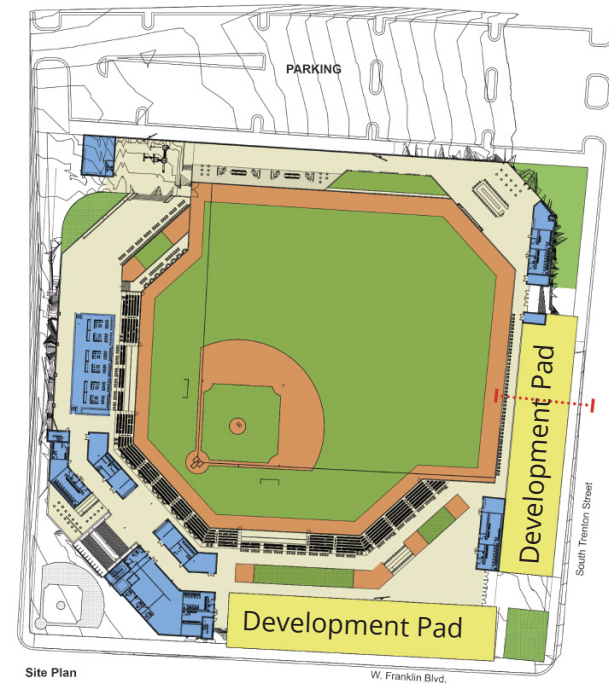 PARKING
Development Pad
South Trenton Street
Development Pad
Site Plan
W. Franklin Blvd.